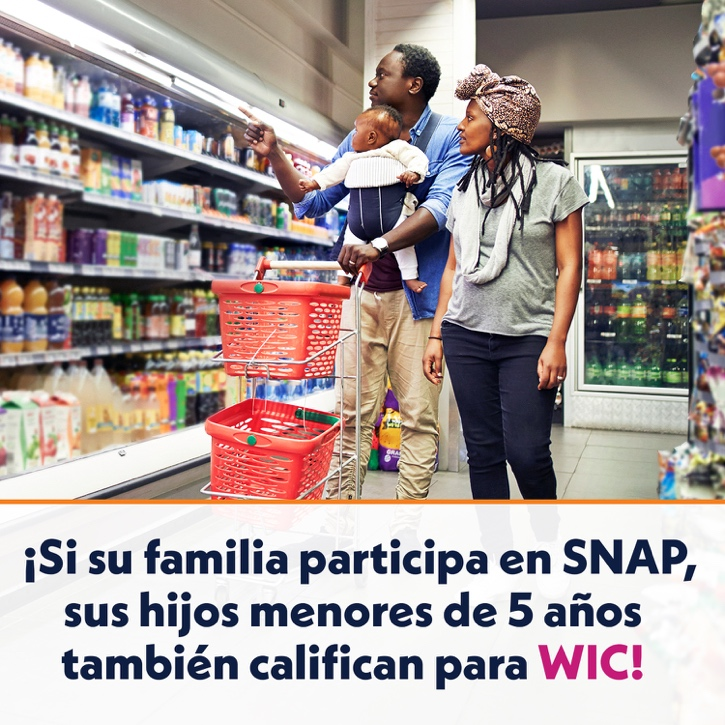 ¡Si su familia participa en SNAP,
sus hijos menores de 5 años
también califican para WIC!